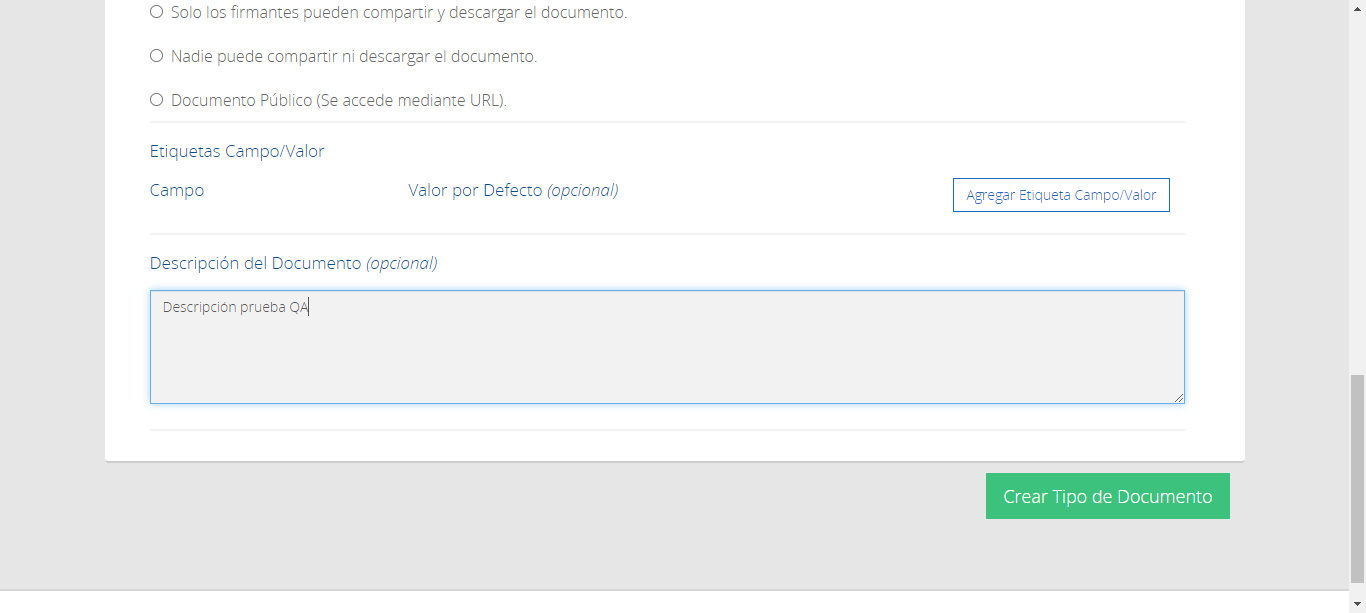 Solo los firmantes pueden compartir y descargar el documento.
Nadie puede compartir ni descargar el documento.
Documento Público (Se accede mediante URL).
Etiquetas Campo/Valor
Campo
Valor por Defecto (opcional)
Agregar Etiqueta Campo/Valor
Descripción del Documento (opcional)
Descripción prueba QA
Crear Tipo de Documento